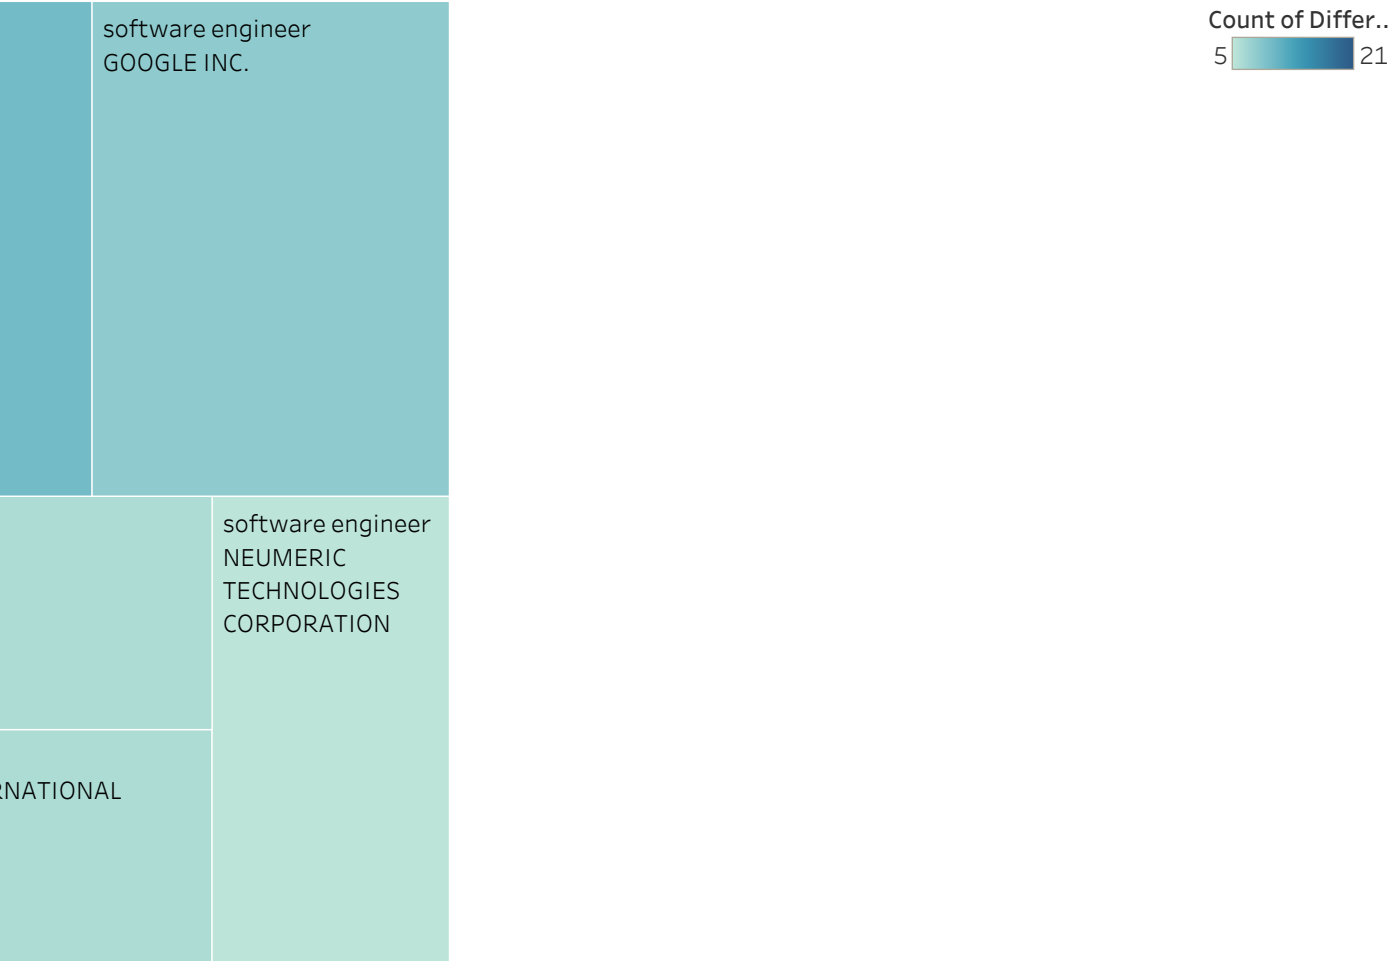 software engineer
GOOGLE INC.
software engineer
NEUMERIC
TECHNOLOGIES
CORPORATION
RNATIONAL
Count of Differ..
5 21